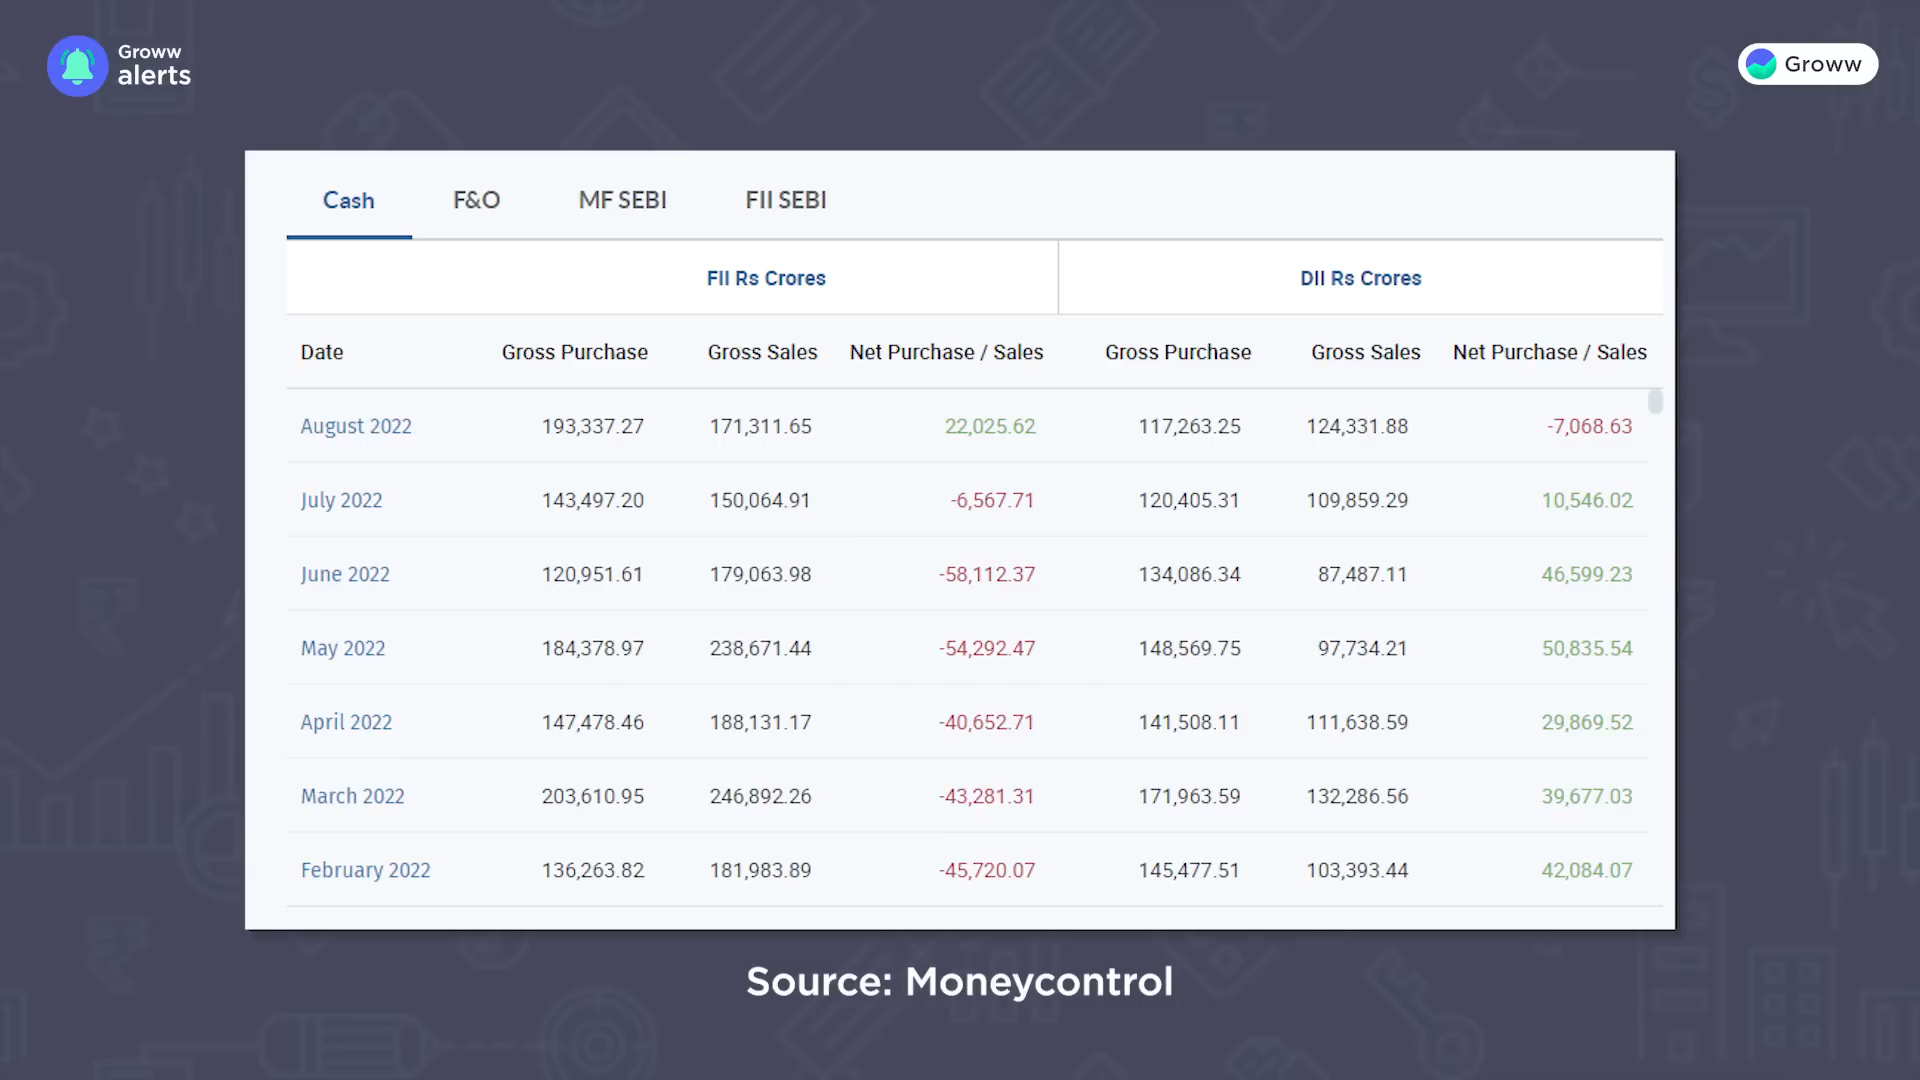 Groww
alerts
Groww
Cash F&O MF SEBI FII SEBI
FII Rs Crores DII Rs Crores
Date Gross Purchase Gross Sales Net Purchase / Sales Gross Purchase Gross Sales Net Purchase / Sales
August 2022 193,337.27 171,311.65 22,025.62 117,263.25 124,331.88 -7,068.63
July 2022 143,497.20 150,064.91 -6,567.71 120,405.31 109,859.29 10,546.02
June 2022 120,951.61 179,063.98 -58,112.37 134,086.34 87,487.11 46,599.23
May 2022 184,378.97 238,671.44 -54,292.47 148,569.75 97,734.21 50,835.54
April 2022 147,478.46 188,131.17 -40,652.71 141,508.11 111,638.59 29,869.52
March 2022 203,610.95 246,892.26 -43,281.31 171,963.59 132,286.56 39,677.03
February 2022 136,263.82 181,983.89 -45,720.07 145,477.51 103,393.44 42,084.07
Source: Moneycontrol